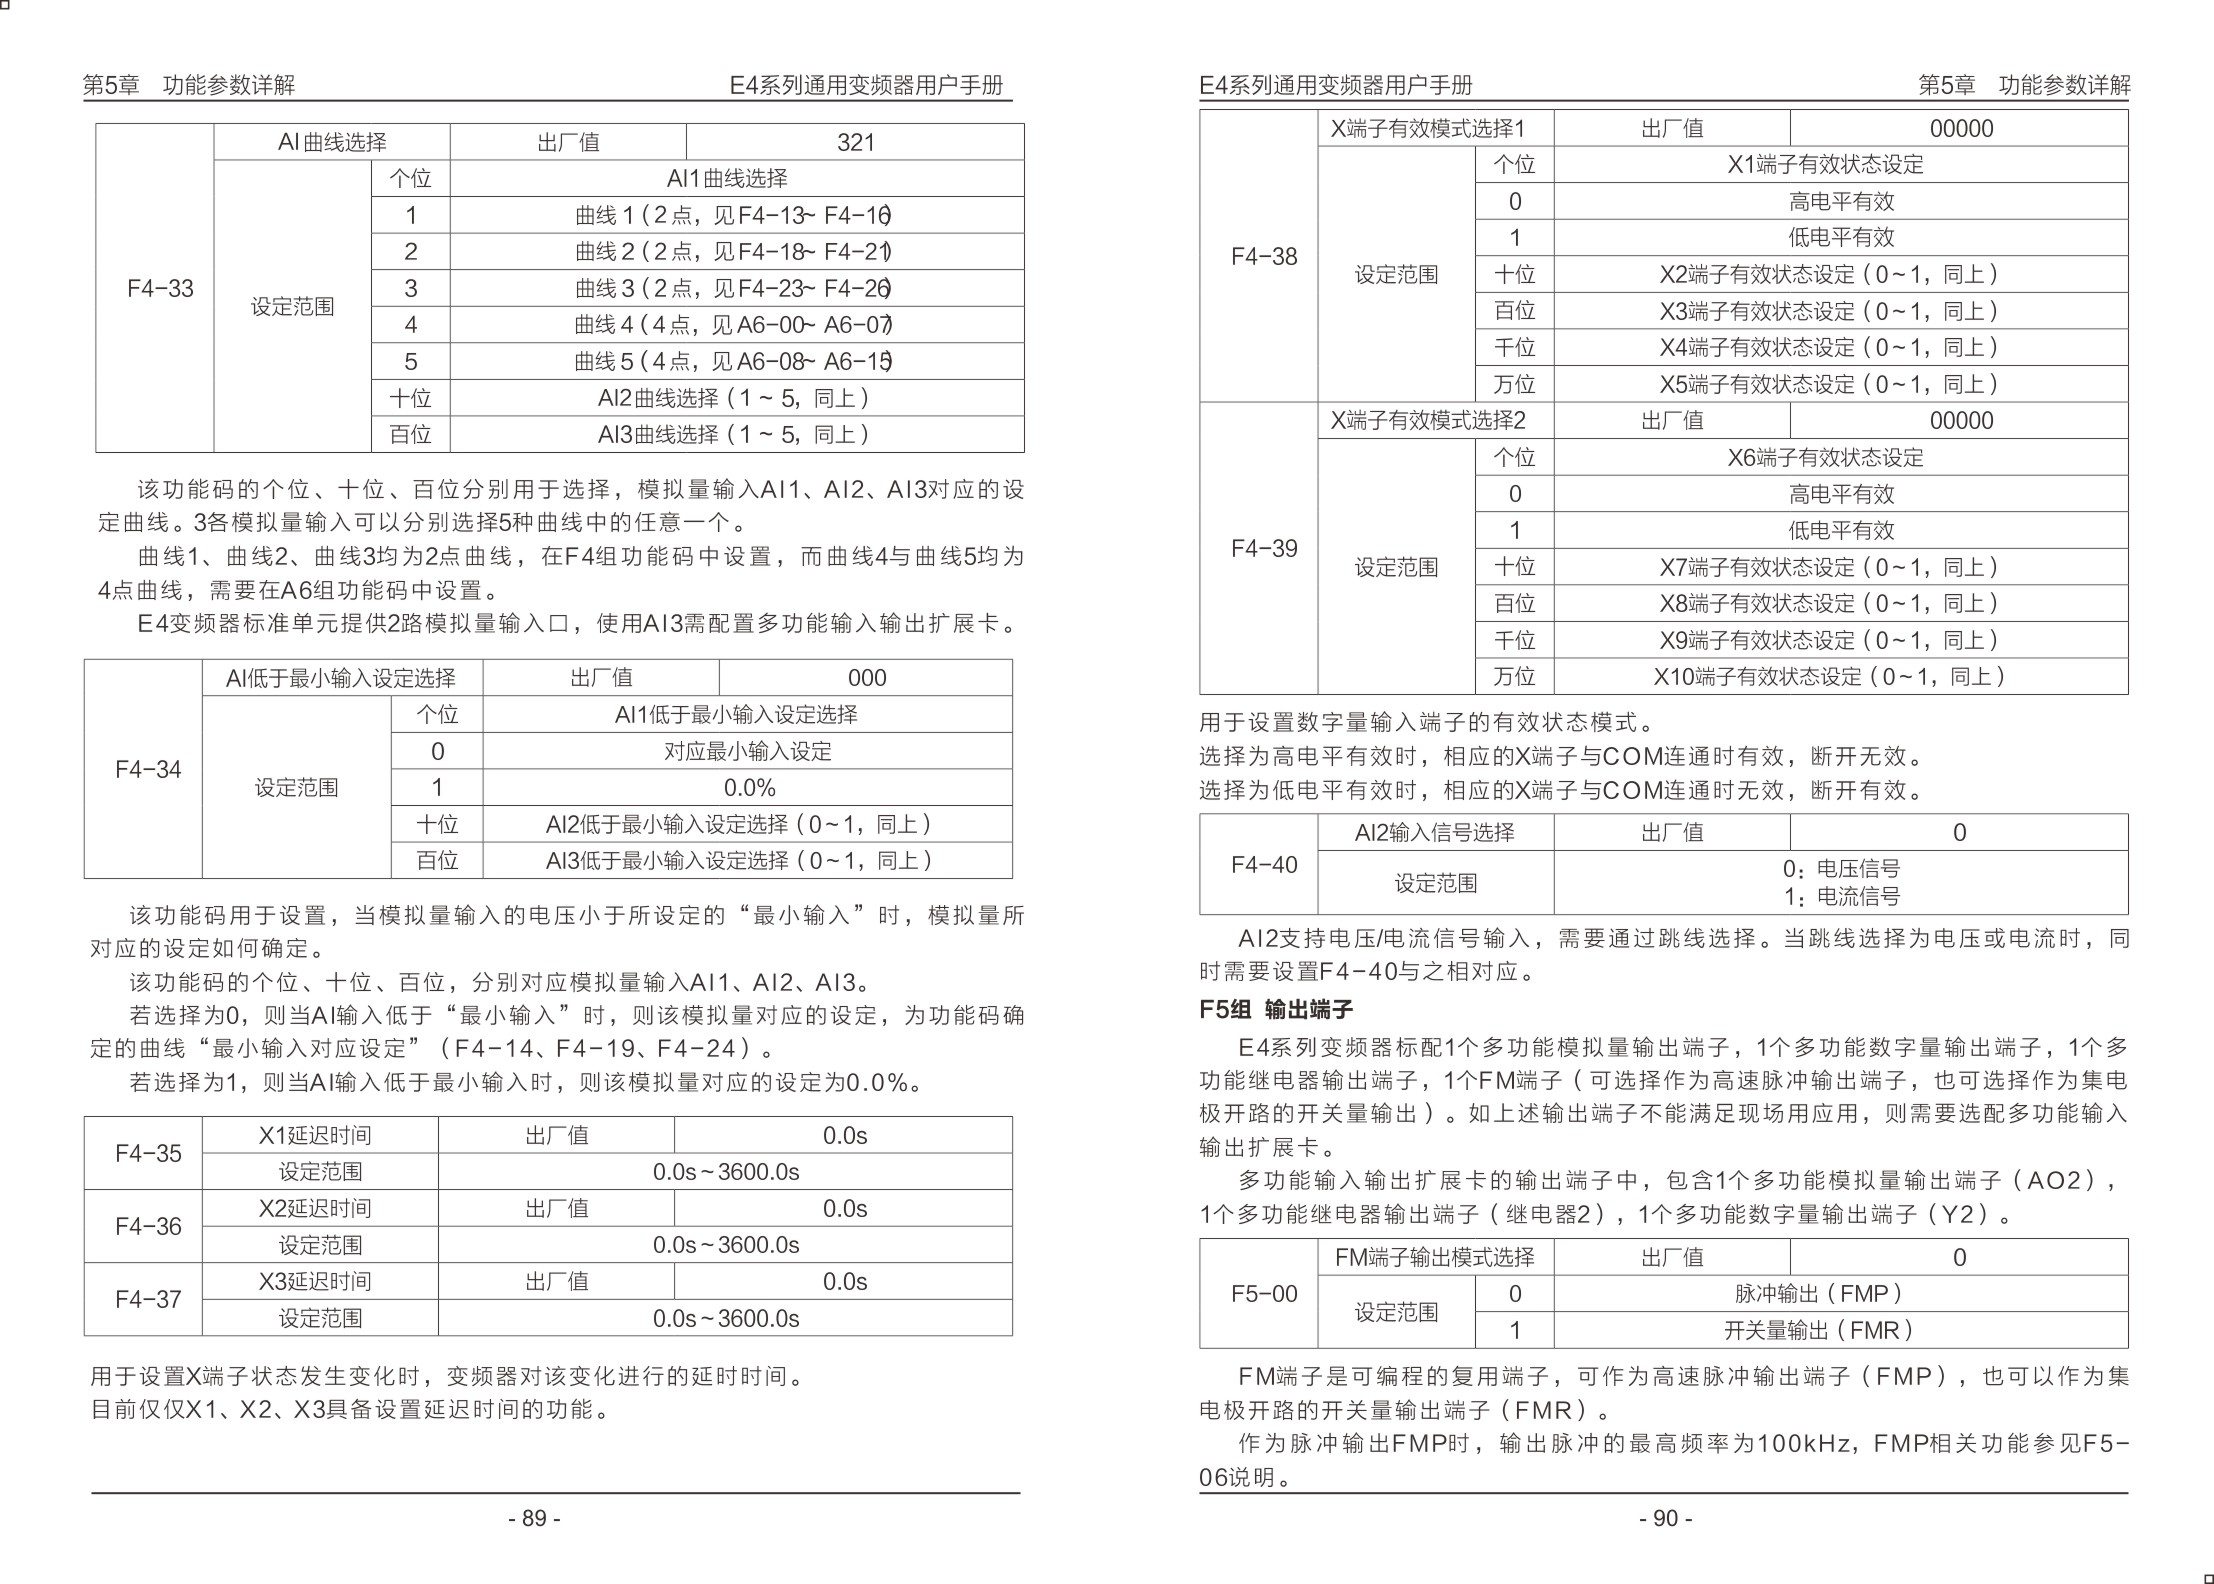 第5章 功能参数详解 E4系列通用变频器用户手册
F4-33 AI曲线选择 出厂值 321
设定范围 个位 AI1曲线选择
1 曲线1(2点，见F4-13~ F4-16)
2 曲线2(2点，见F4-18~ F4-21)
3 曲线3(2点，见F4-23~ F4-26)
4 曲线4(4点，见A6-00~ A6-07)
5 曲线5(4点，见A6-08~ A6-15)
十位 AI2曲线选择(1 ~ 5，同上)
百位 AI3曲线选择(1 ~ 5，同上)
该功能码的个位、十位、百位分别用于选择，模拟量输入AI1、AI2、AI3对应的设
定曲线。3各模拟量输入可以分别选择5种曲线中的任意一个。
曲线1、曲线2、曲线3均为2点曲线，在F4组功能码中设置，而曲线4与曲线5均为
4点曲线，需要在A6组功能码中设置。
E4变频器标准单元提供2路模拟量输入口，使用AI3需配置多功能输入输出扩展卡。
F4-34 AI低于最小输入设定选择 出厂值 000
设定范围 个位 AI1低于最小输入设定选择
0 对应最小输入设定
1 0.0%
十位 AI2低于最小输入设定选择(0~1，同上)
百位 AI3低于最小输入设定选择(0~1，同上)
该功能码用于设置，当模拟量输入的电压小于所设定的“最小输入”时，模拟量所
对应的设定如何确定。
该功能码的个位、十位、百位，分别对应模拟量输入AI1、AI2、AI3。
若选择为0，则当AI输入低于“最小输入”时，则该模拟量对应的设定，为功能码确
定的曲线“最小输入对应设定”(F4-14、F4-19、F4-24)。
若选择为1，则当AI输入低于最小输入时，则该模拟量对应的设定为0.0%。
F4-35 X1延迟时间 出厂值 0.0s
设定范围 0.0s~3600.0s
F4-36 X2延迟时间 出厂值 0.0s
设定范围 0.0s~3600.0s
F4-37 X3延迟时间 出厂值 0.0s
设定范围 0.0s~3600.0s
用于设置X端子状态发生变化时，变频器对该变化进行的延时时间。
目前仅仅X1、X2、X3具备设置延迟时间的功能。
- 89 -
E4系列通用变频器用户手册 第5章 功能参数详解
F4-38 X端子有效模式选择1 出厂值 00000
设定范围 个位 X1端子有效状态设定
0 高电平有效
1 低电平有效
十位 X2端子有效状态设定(0~1，同上)
百位 X3端子有效状态设定(0~1，同上)
千位 X4端子有效状态设定(0~1，同上)
万位 X5端子有效状态设定(0~1，同上)
F4-39 X端子有效模式选择2 出厂值 00000
设定范围 个位 X6端子有效状态设定
0 高电平有效
1 低电平有效
十位 X7端子有效状态设定(0~1，同上)
百位 X8端子有效状态设定(0~1，同上)
千位 X9端子有效状态设定(0~1，同上)
万位 X10端子有效状态设定(0~1，同上)
用于设置数字量输入端子的有效状态模式。
选择为高电平有效时，相应的X端子与COM连通时有效，断开无效。
选择为低电平有效时，相应的X端子与COM连通时无效，断开有效。
F4-40 AI2输入信号选择 出厂值 0
设定范围 0：电压信号
1：电流信号
AI2支持电压/电流信号输入，需要通过跳线选择。当跳线选择为电压或电流时，同
时需要设置F4-40与之相对应。
F5组 输出端子
E4系列变频器标配1个多功能模拟量输出端子，1个多功能数字量输出端子，1个多
功能继电器输出端子，1个FM端子(可选择作为高速脉冲输出端子，也可选择作为集电
极开路的开关量输出)。如上述输出端子不能满足现场用应用，则需要选配多功能输入
输出扩展卡。
多功能输入输出扩展卡的输出端子中，包含1个多功能模拟量输出端子(AO2)，
1个多功能继电器输出端子(继电器2)，1个多功能数字量输出端子(Y2)。
F5-00 FM端子输出模式选择 出厂值 0
设定范围 0 脉冲输出(FMP)
1 开关量输出(FMR)
FM端子是可编程的复用端子，可作为高速脉冲输出端子(FMP)，也可以作为集
电极开路的开关量输出端子(FMR)。
作为脉冲输出FMP时，输出脉冲的最高频率为100kHz，FMP相关功能参见F5-
06说明。
- 90 -